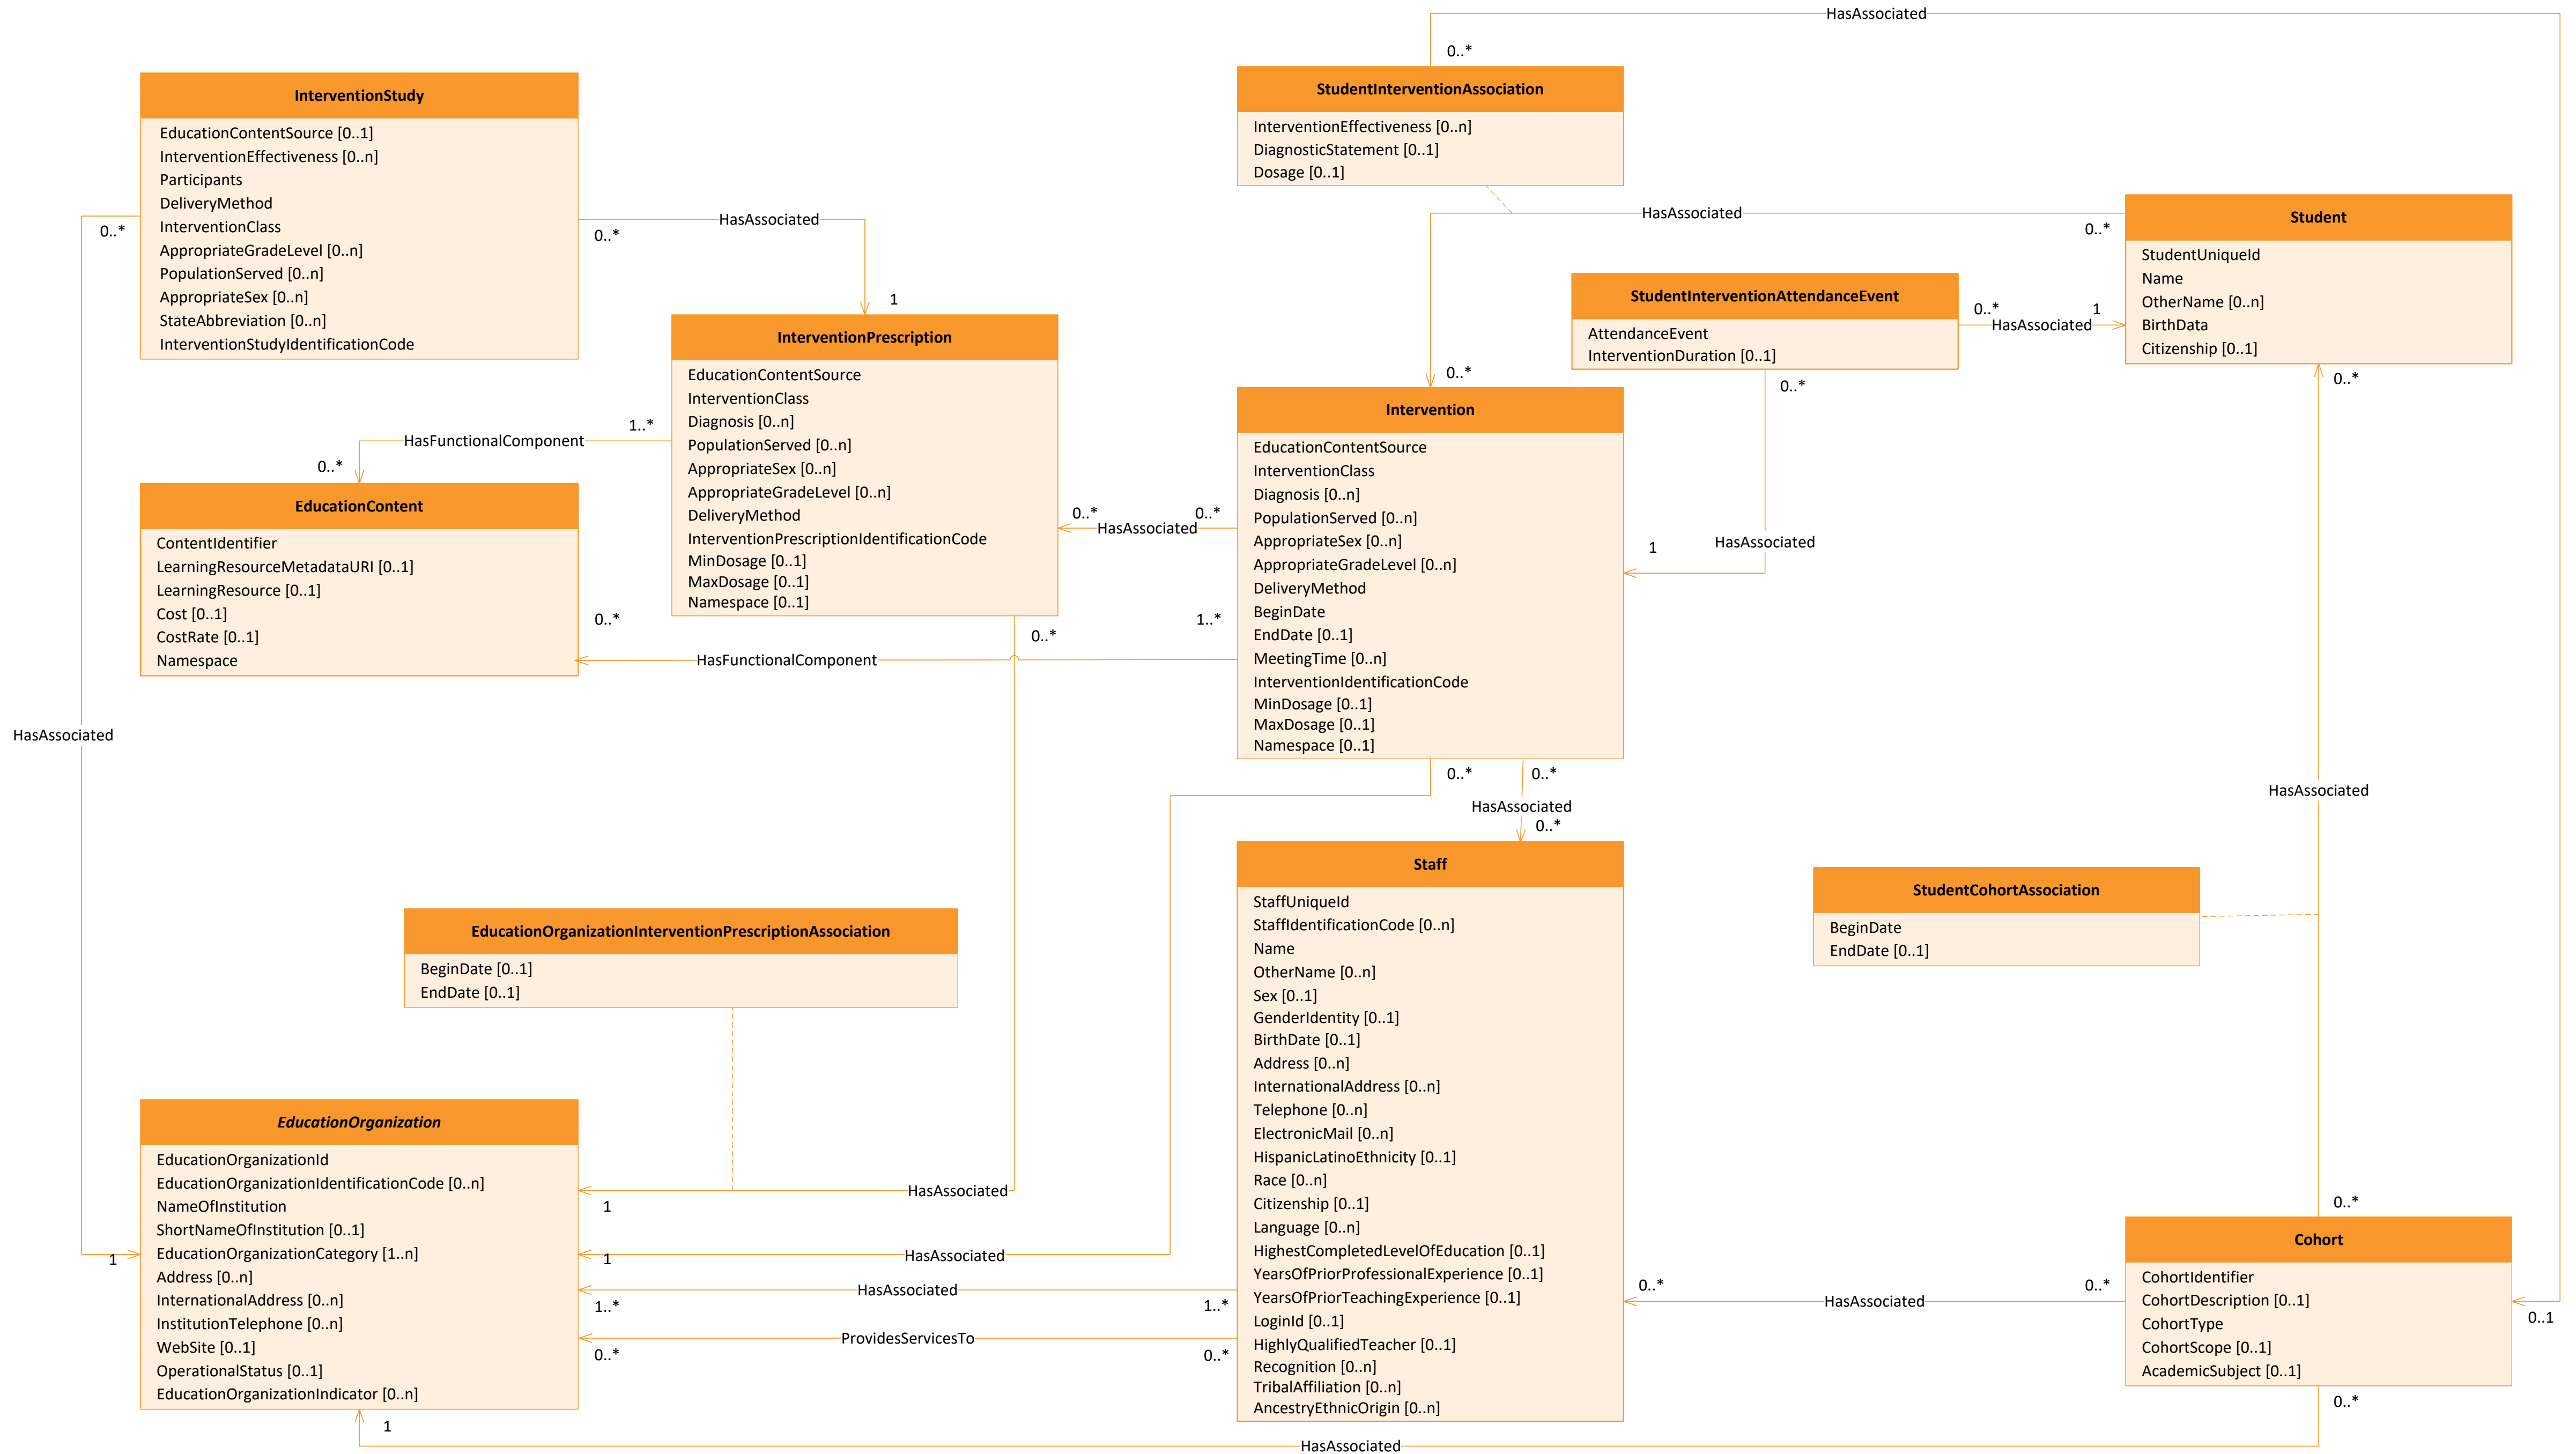 HasAssociated
0..*
InterventionStudy
EducationContentSource [0..1]
InterventionEffectiveness [0..n]
Participants
DeliveryMethod
InterventionClass
AppropriateGradeLevel [0..n]
PopulationServed [0..n]
AppropriateSex [0..n]
StateAbbreviation [0..n]
InterventionStudyIdentificationCode
0..*
0..*
HasAssociated
1
StudentInterventionAssociation
InterventionEffectiveness [0..n]
DiagnosticStatement [0..1]
Dosage [0..1]
HasAssociated
0..*
0..*
Student
StudentUniqueId
Name
OtherName [0..n]
BirthData
Citizenship [0..1]
StudentInterventionAttendanceEvent
AttendanceEvent
InterventionDuration [0..1]
0..*
HasAssociated
1
0..*
0..*
InterventionPrescription
EducationContentSource
InterventionClass
Diagnosis [0..n]
PopulationServed [0..n]
AppropriateSex [0..n]
AppropriateGradeLevel [0..n]
DeliveryMethod
InterventionPrescriptionIdentificationCode
MinDosage [0..1]
MaxDosage [0..1]
Namespace [0..1]
1..*
HasFunctionalComponent
0..*
EducationContent
ContentIdentifier
LearningResourceMetadataURI [0..1]
LearningResource [0..1]
Cost [0..1]
CostRate [0..1]
Namespace
0..*
HasFunctionalComponent
1..*
0..*
0..*
HasAssociated
0..*
Intervention
EducationContentSource
InterventionClass
Diagnosis [0..n]
PopulationServed [0..n]
AppropriateSex [0..n]
AppropriateGradeLevel [0..n]
DeliveryMethod
BeginDate
EndDate [0..1]
MeetingTime [0..n]
InterventionIdentificationCode
MinDosage [0..1]
MaxDosage [0..1]
Namespace [0..1]
1
HasAssociated
HasAssociated
0..*
0..*
HasAssociated
0..*
HasAssociated
Staff
StaffUniqueId
StaffIdentificationCode [0..n]
Name
OtherName [0..n]
Sex [0..1]
GenderIdentity [0..1]
BirthDate [0..1]
Address [0..n]
InternationalAddress [0..n]
Telephone [0..n]
ElectronicMail [0..n]
HispanicLatinoEthnicity [0..1]
Race [0..n]
Citizenship [0..1]
Language [0..n]
HighestCompletedLevelOfEducation [0..1]
YearsOfPriorProfessionalExperience [0..1]
YearsOfPriorTeachingExperience [0..1]
LoginId [0..1]
HighlyQualifiedTeacher [0..1]
Recognition [0..n]
TribalAffiliation [0..n]
AncestryEthnicOrigin [0..n]
StudentCohortAssociation
BeginDate
EndDate [0..1]
EducationOrganizationInterventionPrescriptionAssociation
BeginDate [0..1]
EndDate [0..1]
EducationOrganization
EducationOrganizationId
EducationOrganizationIdentificationCode [0..n]
NameOfInstitution
ShortNameOfInstitution [0..1]
EducationOrganizationCategory [1..n]
Address [0..n]
InternationalAddress [0..n]
InstitutionTelephone [0..n]
WebSite [0..1]
OperationalStatus [0..1]
EducationOrganizationIndicator [0..n]
1
1
HasAssociated
1
HasAssociated
1..*
HasAssociated
1..*
0..*
ProvidesServicesTo
0..*
0..*
HasAssociated
0..*
0..*
Cohort
CohortIdentifier
CohortDescription [0..1]
CohortType
CohortScope [0..1]
AcademicSubject [0..1]
0..1
0..*
1
HasAssociated